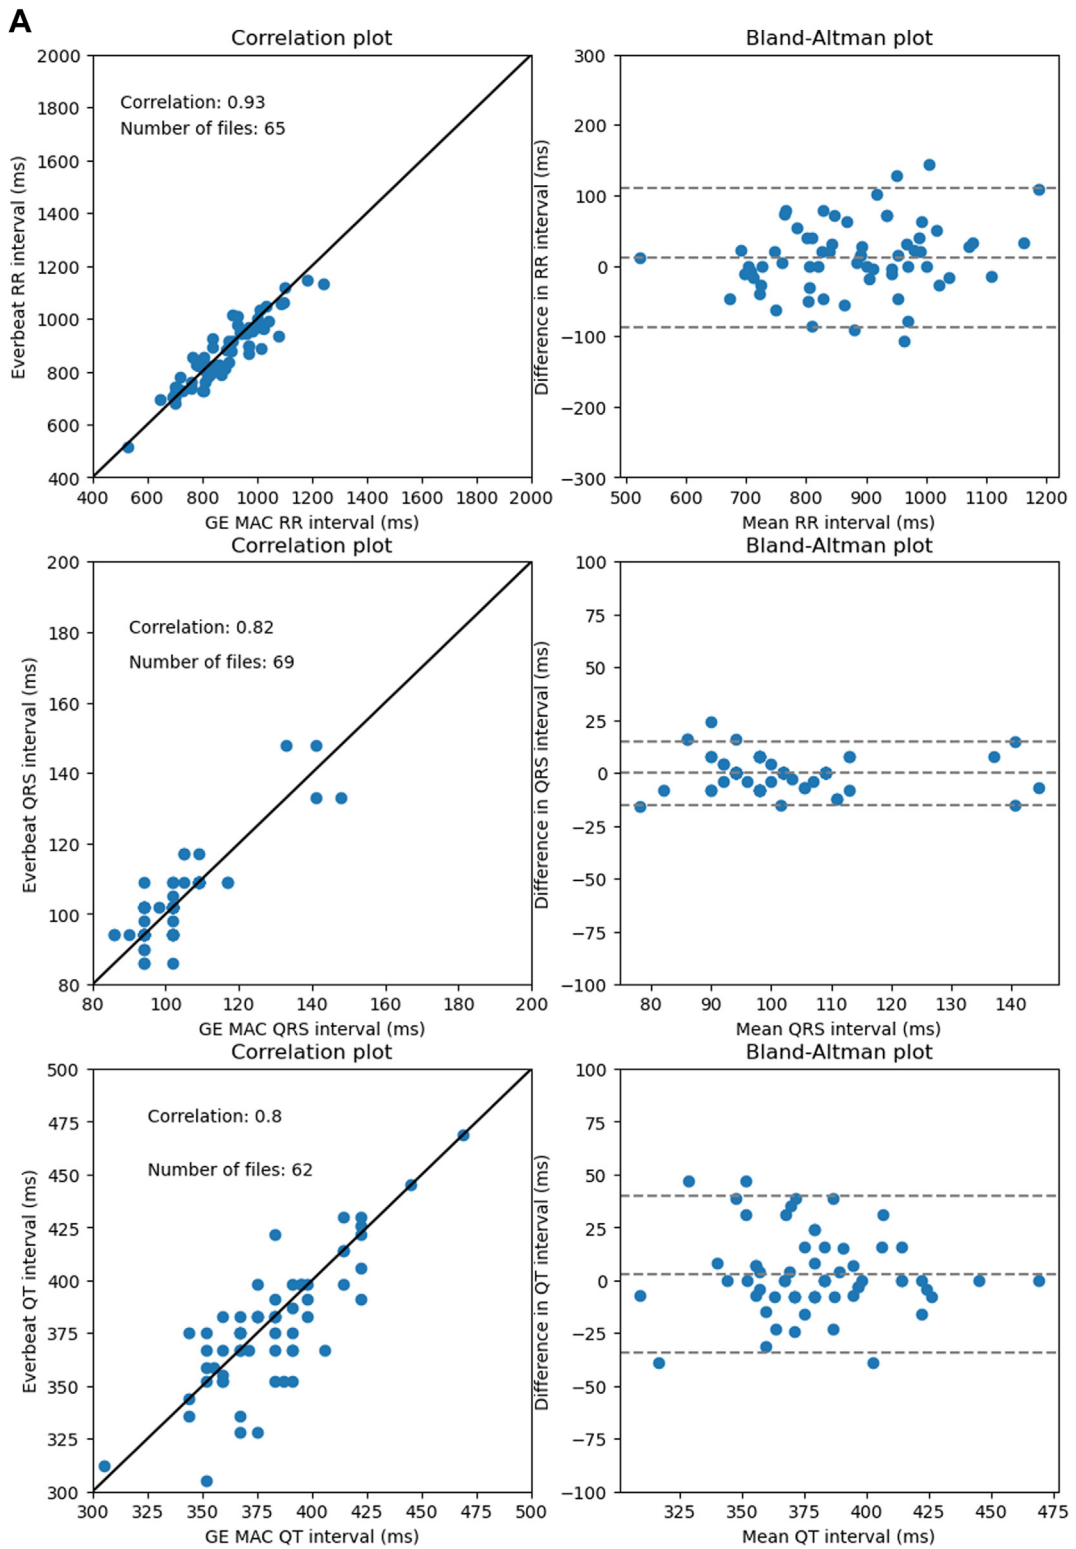 A
Correlation plot
Bland-Altman plot
Everbeat RR interval (ms)
2000
1800
1600
1400
1200
1000
800
600
400
Correlation: 0.93
Number of files: 65
400 600 800 1000 1200 1400 1600 1800 2000
GE MAC RR interval (ms)
Difference in RR interval (ms)
300
200
100
0
−100
−200
−300
500 600 700 800 900 1000 1100 1200
Mean RR interval (ms)
Correlation plot
Bland-Altman plot
Everbeat QRS interval (ms)
200
180
160
140
120
100
80
Correlation: 0.82
Number of files: 69
80 100 120 140 160 180 200
GE MAC QRS interval (ms)
Difference in QRS interval (ms)
100
75
50
25
0
−25
−50
−75
−100
80 90 100 110 120 130 140
Mean QRS interval (ms)
Correlation plot
Bland-Altman plot
Everbeat QT interval (ms)
500
475
450
425
400
375
350
325
300
Correlation: 0.8
Number of files: 62
300 325 350 375 400 425 450 475 500
GE MAC QT interval (ms)
Difference in QT interval (ms)
100
75
50
25
0
−25
−50
−75
−100
325 350 375 400 425 450 475
Mean QT interval (ms)